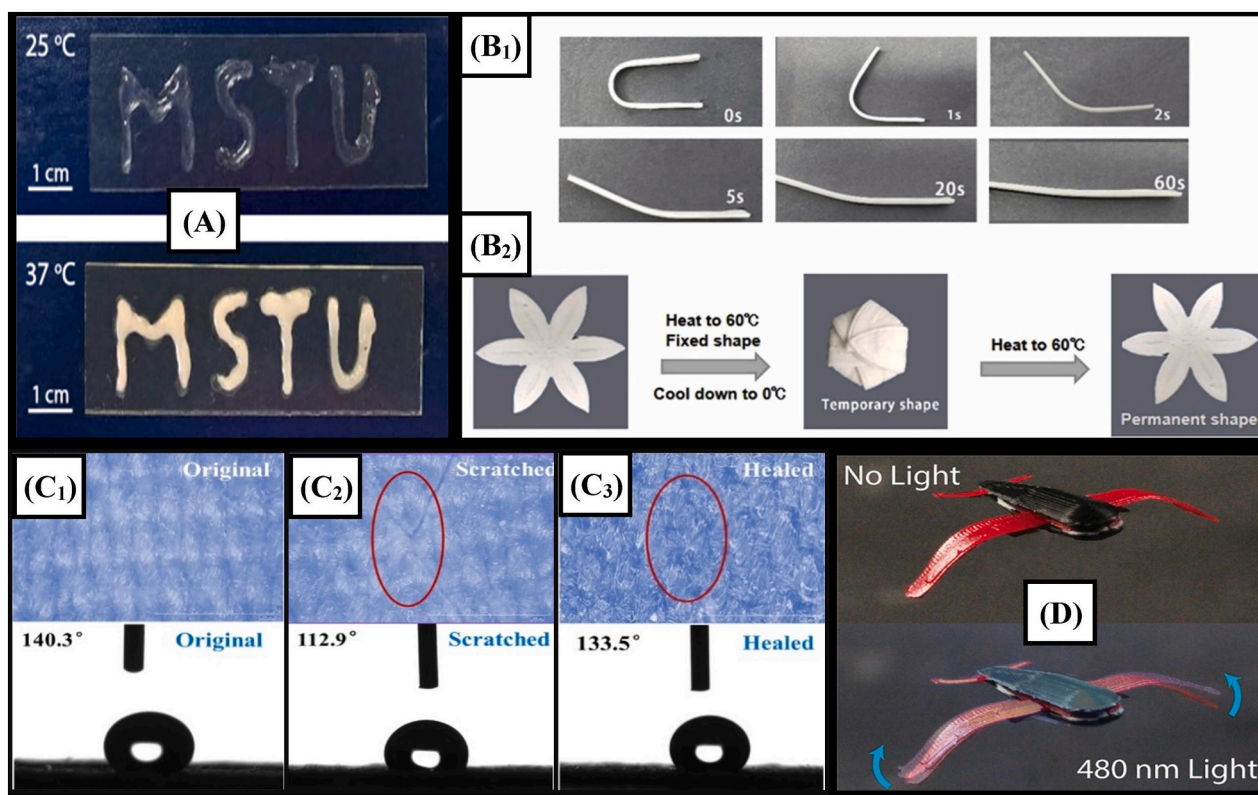 25 ºC
MSTU
1 cm
(A)
37 ºC
MSTU
1 cm
(B1)
0s
1s
2s
5s
20s
60s
(B2)
Heat to 60℃
Fixed shape
Cool down to 0℃
Temporary shape
Heat to 60℃
Permanent shape
(C1)
Original
(C2)
Scratched
(C3)
Healed
140.3°
Original
112.9°
Scratched
133.5°
Healed
No Light
(D)
480 nm Light